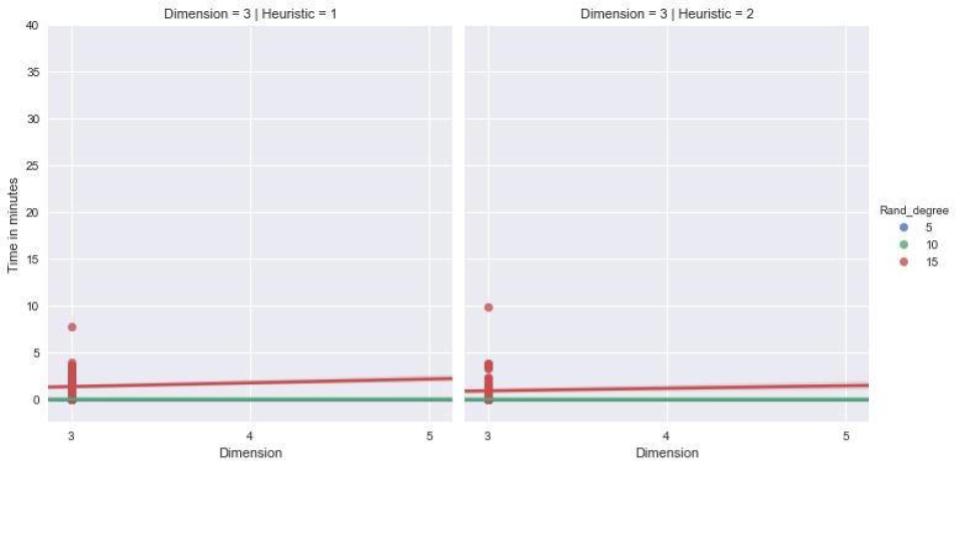 Dimension = 3 | Heuristic = 1
Dimension = 3 | Heuristic = 2
40
35
30
25
20
15
10
5
0
Time in minutes
3 4 5
Dimension
3 4 5
Dimension
Rand_degree
5
10
15